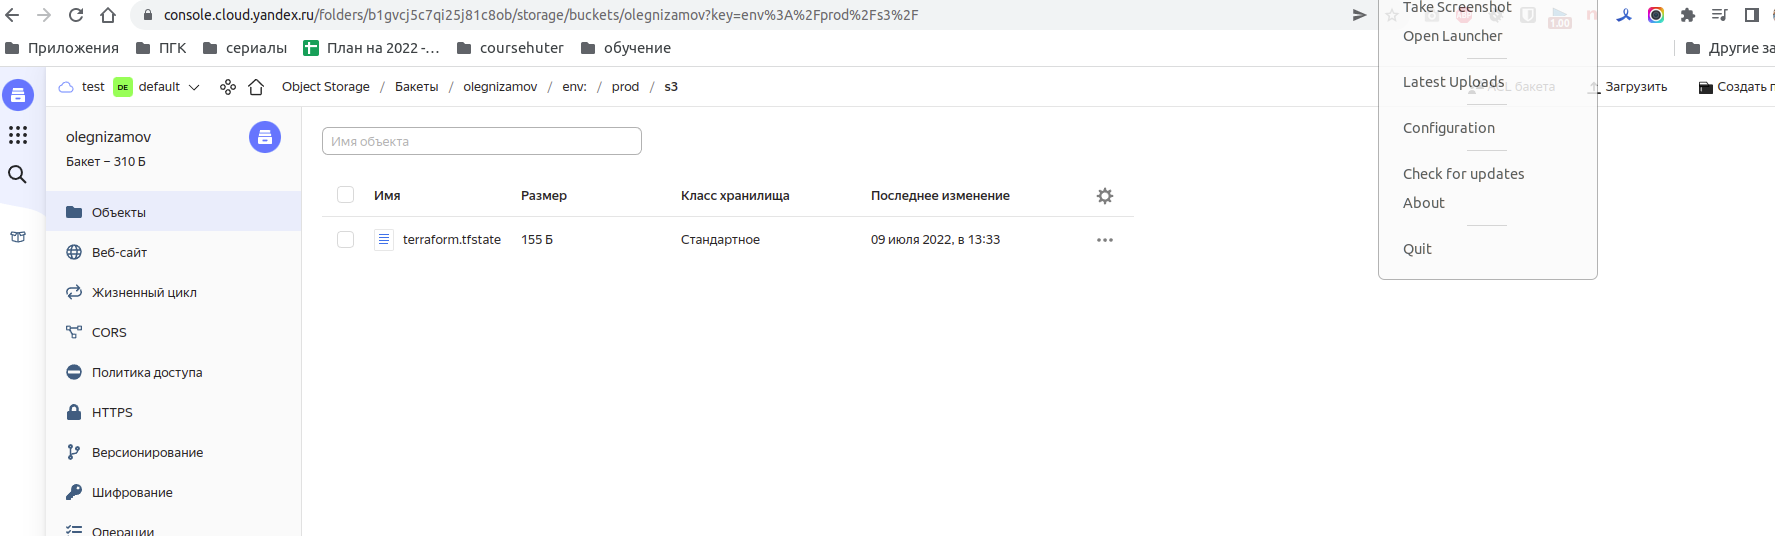 console.cloud.yandex.ru/folders/b1gvcj5c7qi25j81c8ob/storage/buckets/olegnizamov?key=env%3A%2Fprod%2Fs3%2F
Take Screenshot
1.00
Приложения ПГК сериалы План на 2022 -... coursehuter обучение
Open Launcher
Другие за
test DE default Object Storage / Бакеты / olegnizamov / env: / prod / s3
Latest Uploads
ACL бакета Загрузить Создать п
olegnizamov
Бакет – 310 Б
Имя объекта
Configuration
Check for updates
About
Quit
Имя Размер Класс хранилища Последнее изменение
terraform.tfstate 155 Б Стандартное 09 июля 2022, в 13:33
Объекты
Веб-сайт
Жизненный цикл
CORS
Политика доступа
HTTPS
Версионирование
Шифрование
Операции